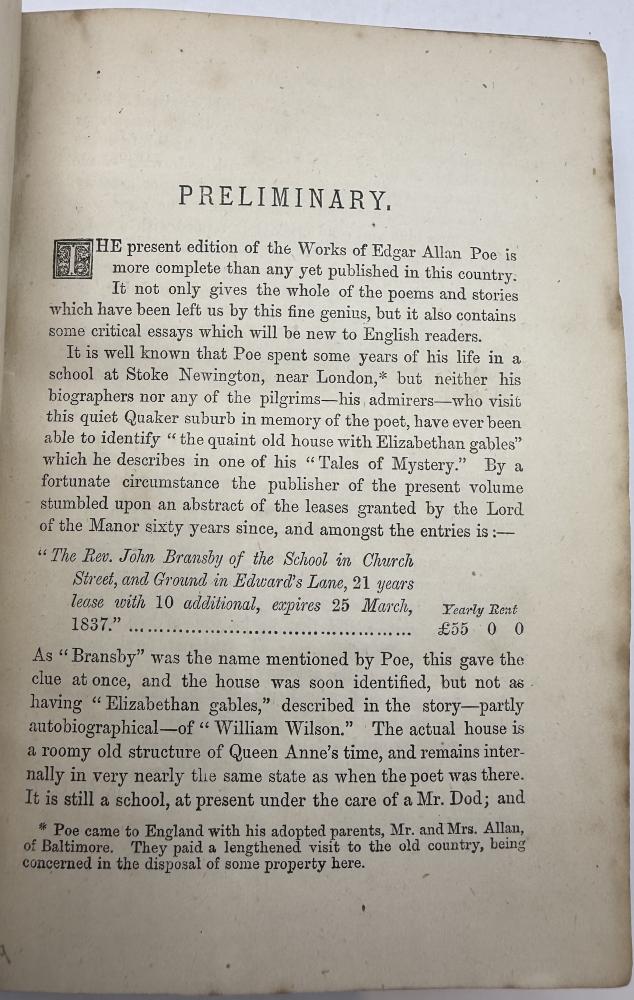 PRELIMINARY.
THE present edition of the Works of Edgar Allan Poe is
more complete than any yet published in this country.
It not only gives the whole of the poems and stories
which have been left us by this fine genius, but it also contains
some critical essays which will be new to English readers.
It is well known that Poe spent some years of his life in a
school at Stoke Newington, near London,* but neither his
biographers nor any of the pilgrims—his admirers—who visit
this quiet Quaker suburb in memory of the poet, have ever been
able to identify "the quaint old house with Elizabethan gables"
which he describes in one of his "Tales of Mystery." By a
fortunate circumstance the publisher of the present volume
stumbled upon an abstract of the leases granted by the Lord
of the Manor sixty years since, and amongst the entries is:—
"The Rev. John Bransby of the School in Church
Street, and Ground in Edward's Lane, 21 years
lease with 10 additional, expires 25 March, Yearly Rent
1837." ............................................ £55 0 0
As "Bransby" was the name mentioned by Poe, this gave the
clue at once, and the house was soon identified, but not as
having "Elizabethan gables," described in the story—partly
autobiographical—of "William Wilson." The actual house is
a roomy old structure of Queen Anne's time, and remains inter-
nally in very nearly the same state as when the poet was there.
It is still a school, at present under the care of a Mr. Dod; and
* Poe came to England with his adopted parents, Mr. and Mrs. Allan,
of Baltimore. They paid a lengthened visit to the old country, being
concerned in the disposal of some property here.